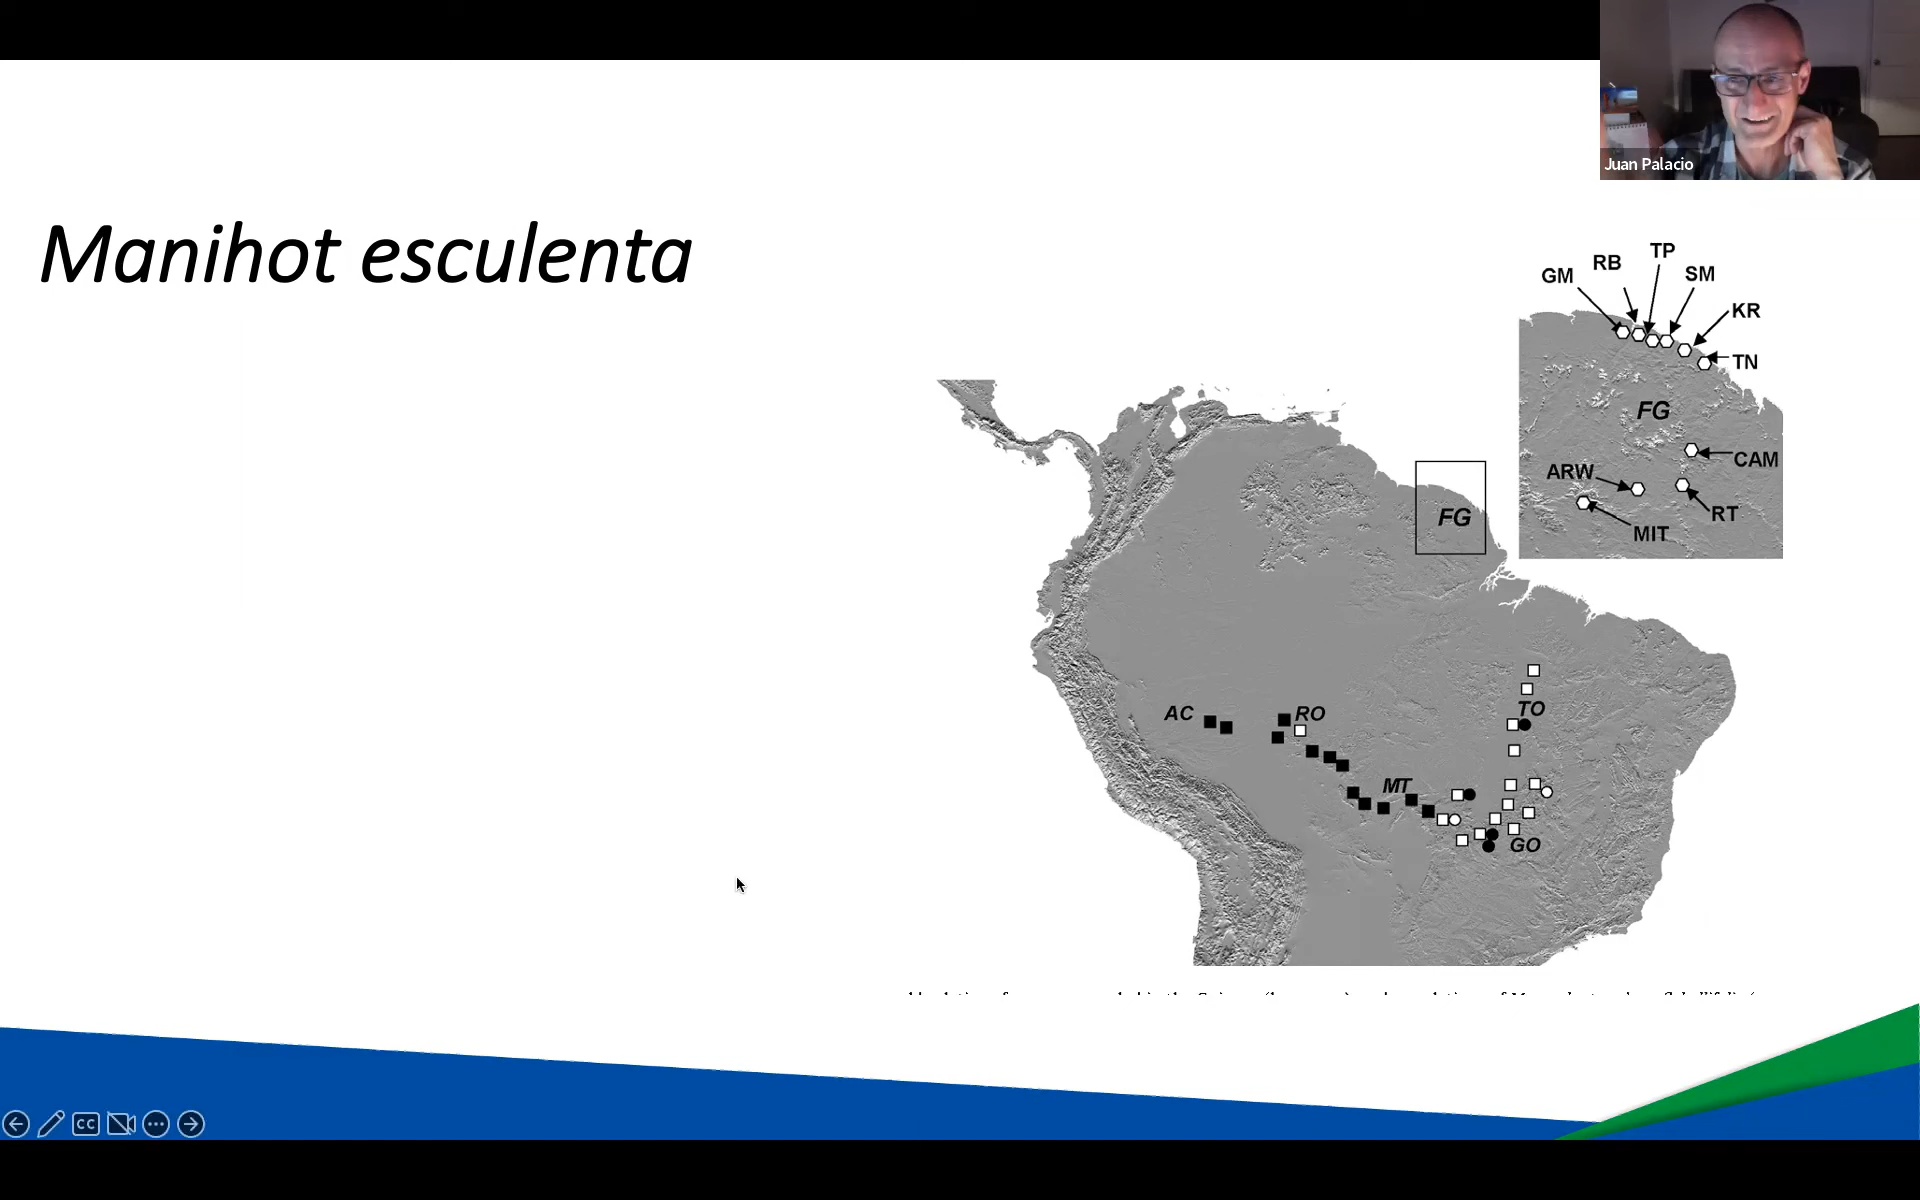 Juan Palacio
Manihot esculenta
TP
RB
GM
SM
KR
TN
FG
CAM
ARW
RT
MIT
FG
TO
AC
RO
MT
GO
CC